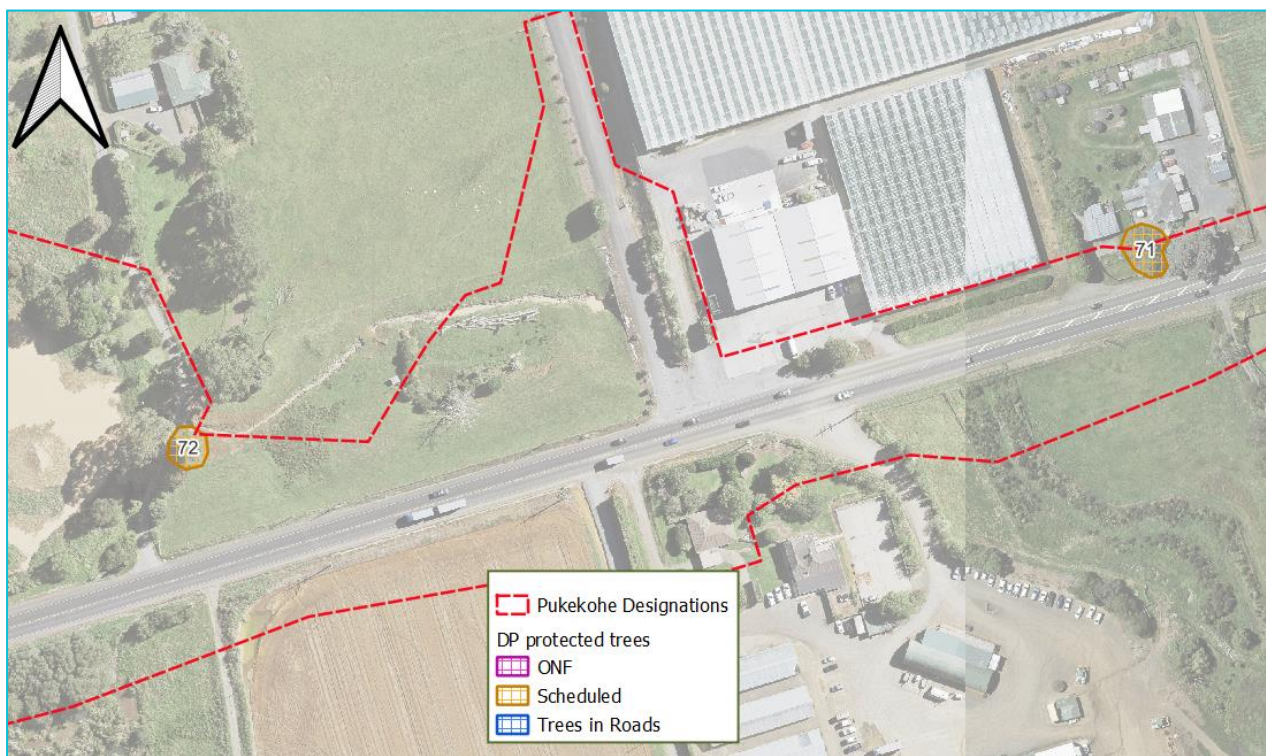 71
72
Pukekohe Designations
DP protected trees
ONF
Scheduled
Trees in Roads